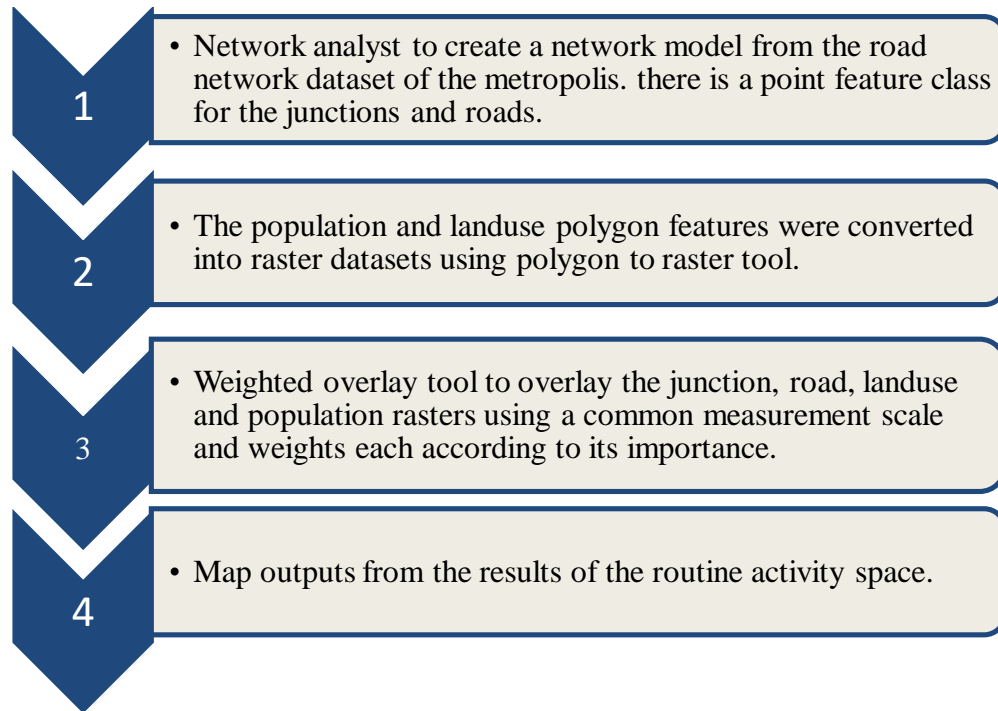 1
• Network analyst to create a network model from the road
network dataset of the metropolis. there is a point feature class
for the junctions and roads.
2
• The population and landuse polygon features were converted
into raster datasets using polygon to raster tool.
3
• Weighted overlay tool to overlay the junction, road, landuse
and population rasters using a common measurement scale
and weights each according to its importance.
4
• Map outputs from the results of the routine activity space.